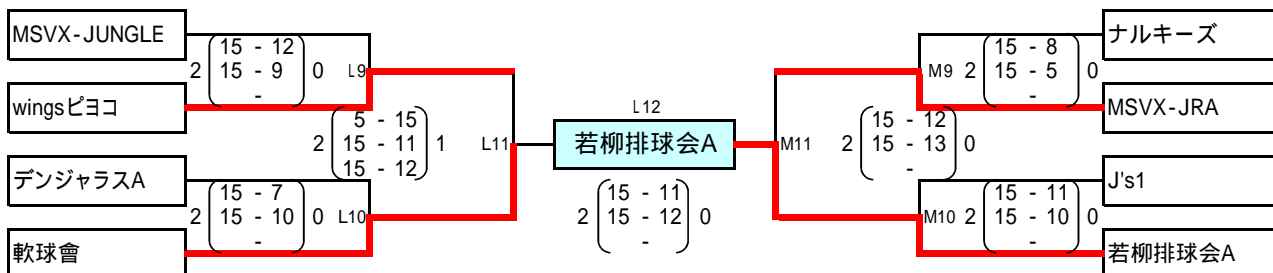 MSVX-JUNGLE
15 - 12
2 15 - 9 0
-
L9
wingsピヨコ
5 - 15
2 15 - 11 1
15 - 12
L11
デンジャラスA
15 - 7
2 15 - 10 0
-
L10
軟球會
L12
若柳排球会A
15 - 11
2 15 - 12 0
-
ナルキーズ
M9
15 - 8
2 15 - 5 0
-
MSVX-JRA
M11
15 - 12
2 15 - 13 0
-
J's1
M10
15 - 11
2 15 - 10 0
-
若柳排球会A